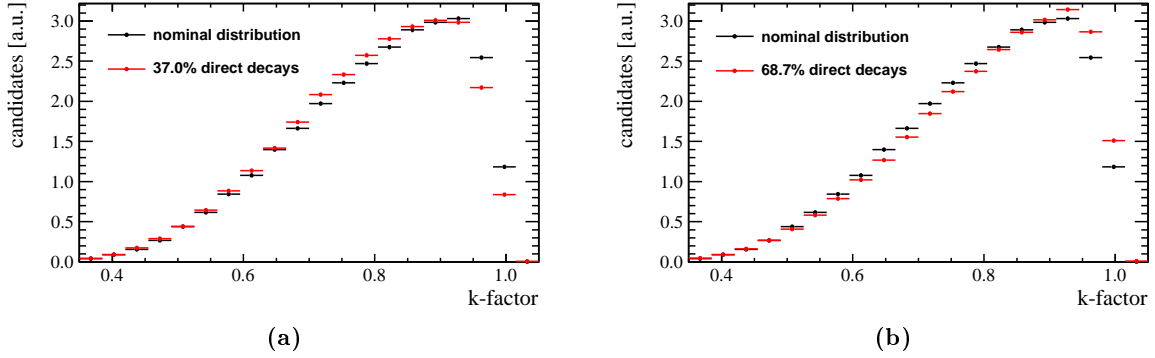 candidates [a.u.]
3.0
2.5
2.0
1.5
1.0
0.5
0.0
nominal distribution
37.0% direct decays
0.4 0.6 0.8 1.0
k-factor
(a)
candidates [a.u.]
3.0
2.5
2.0
1.5
1.0
0.5
0.0
nominal distribution
68.7% direct decays
0.4 0.6 0.8 1.0
k-factor
(b)